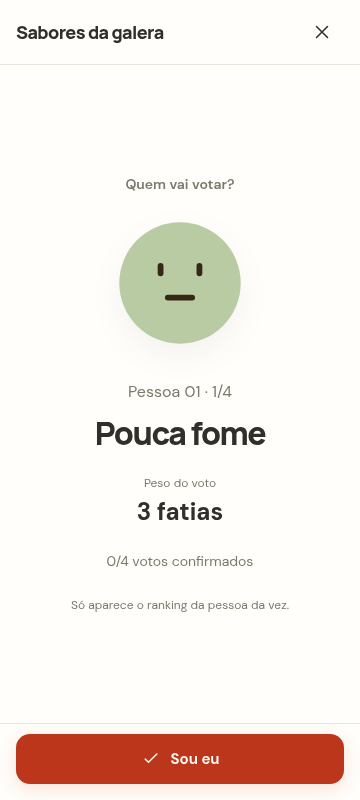 Sabores da galera
Quem vai votar?
Pessoa 01 · 1/4
Pouca fome
Peso do voto
3 fatias
0/4 votos confirmados
Só aparece o ranking da pessoa da vez.
Sou eu